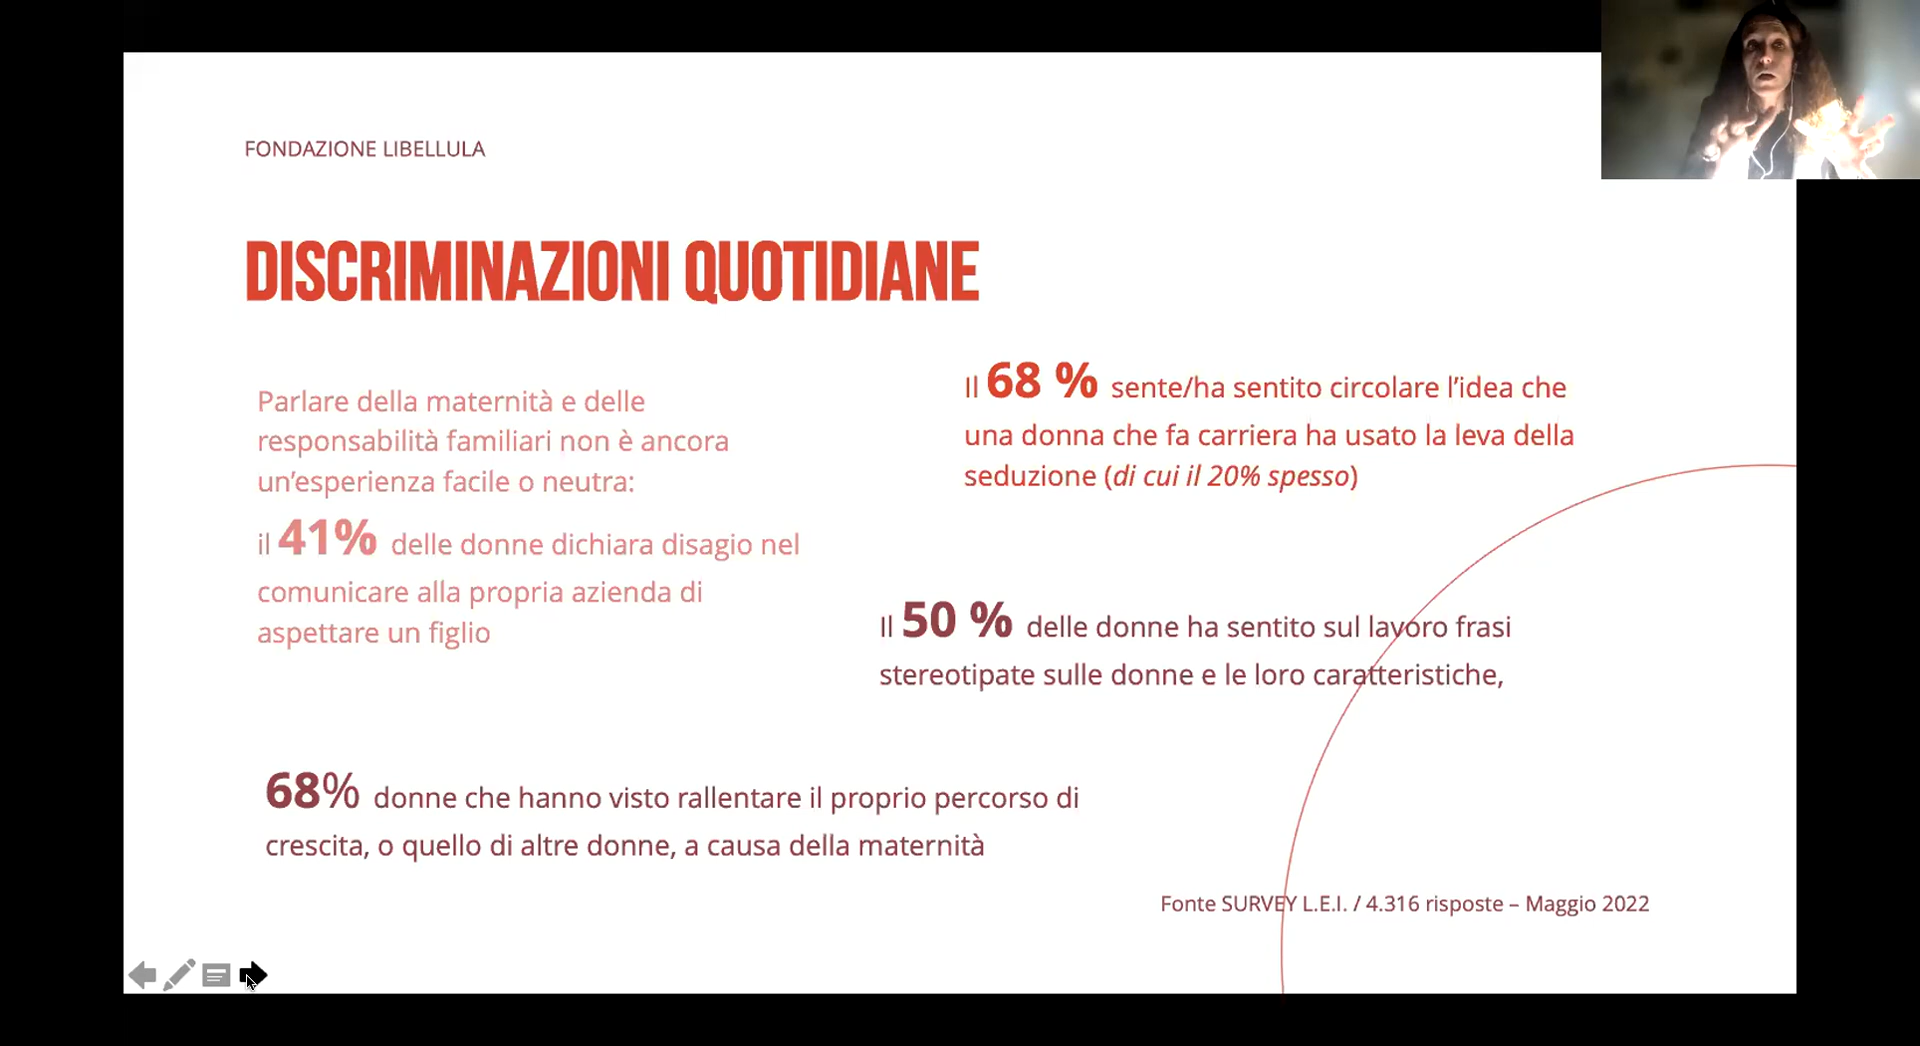 FONDAZIONE LIBELLULA
DISCRIMINAZIONI QUOTIDIANE
Parlare della maternità e delle
responsabilità familiari non è ancora
un’esperienza facile o neutra:
il 41% delle donne dichiara disagio nel
comunicare alla propria azienda di
aspettare un figlio
Il 68 % sente/ha sentito circolare l’idea che
una donna che fa carriera ha usato la leva della
seduzione (di cui il 20% spesso)
Il 50 % delle donne ha sentito sul lavoro frasi
stereotipate sulle donne e le loro caratteristiche,
68% donne che hanno visto rallentare il proprio percorso di
crescita, o quello di altre donne, a causa della maternità
Fonte SURVEY L.E.I. / 4.316 risposte – Maggio 2022